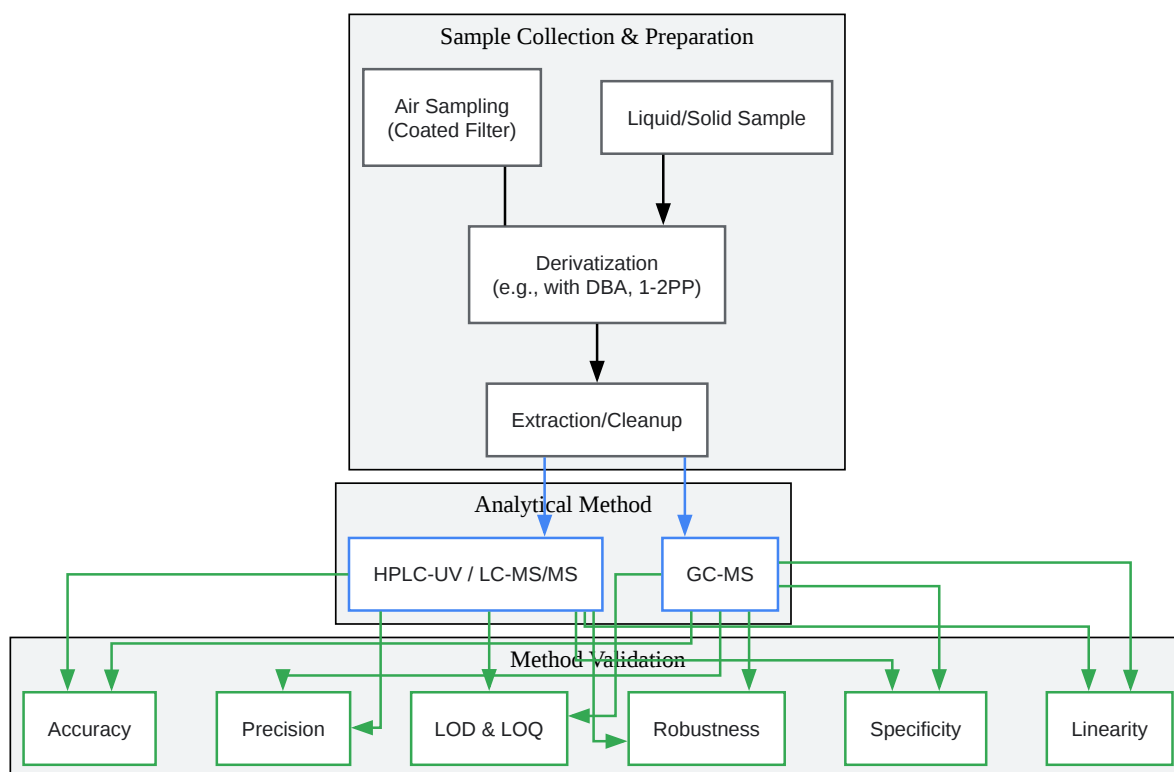 Sample Collection & Preparation
Air Sampling
(Coated Filter)
Liquid/Solid Sample
Derivatization
(e.g., with DBA, 1-2PP)
Extraction/Cleanup
Analytical Method
HPLC-UV / LC-MS/MS
GC-MS
Method Validation
Accuracy
Precision
LOD & LOQ
Robustness
Specificity
Linearity